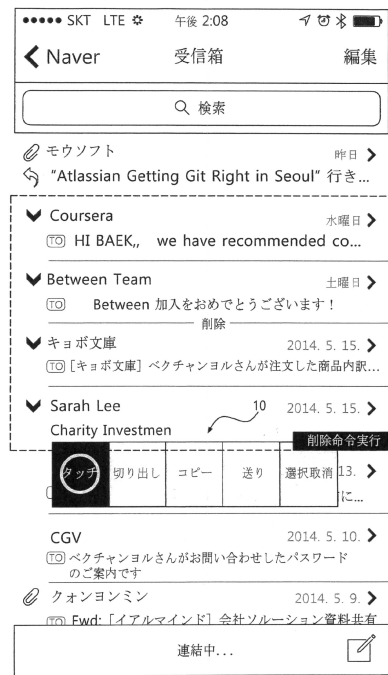 SKT LTE 午後 2:08
Naver 受信箱 編集
検索
モウソフト 昨日
"Atlassian Getting Git Right in Seoul" 行き...
Coursera 水曜日
TO HI BAEK,, we have recommended co...
Between Team 土曜日
TO Between 加入をおめでとうございます！
削除
キョボ文庫 2014. 5. 15.
TO [キョボ文庫] ベクチャンヨルさんが注文した商品内訳...
Sarah Lee 10 2014. 5. 15.
Charity Investmen
削除命令実行
タッチ 切り出し コピー 送り 選択取消 13.
に...
CGV 2014. 5. 10.
TO ベクチャンヨルさんがお問い合わせしたパスワード
のご案内です
クォンヨンミン 2014. 5. 9.
TO Fwd:［イアルマインド］会社ソルーション資料共有
連結中...